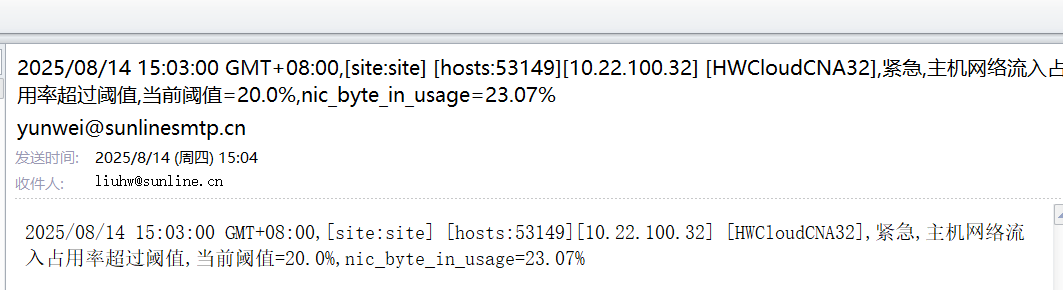 2025/08/14 15:03:00 GMT+08:00,[site:site] [hosts:53149][10.22.100.32] [HWCloudCNA32],紧急,主机网络流入占
用率超过阈值,当前阈值=20.0%,nic_byte_in_usage=23.07%
yunwei@sunlinesmtp.cn
发送时间: 2025/8/14 (周四) 15:04
收件人: liuhw@sunline.cn
2025/08/14 15:03:00 GMT+08:00,[site:site] [hosts:53149][10.22.100.32] [HWCloudCNA32],紧急,主机网络流
入占用率超过阈值,当前阈值=20.0%,nic_byte_in_usage=23.07%